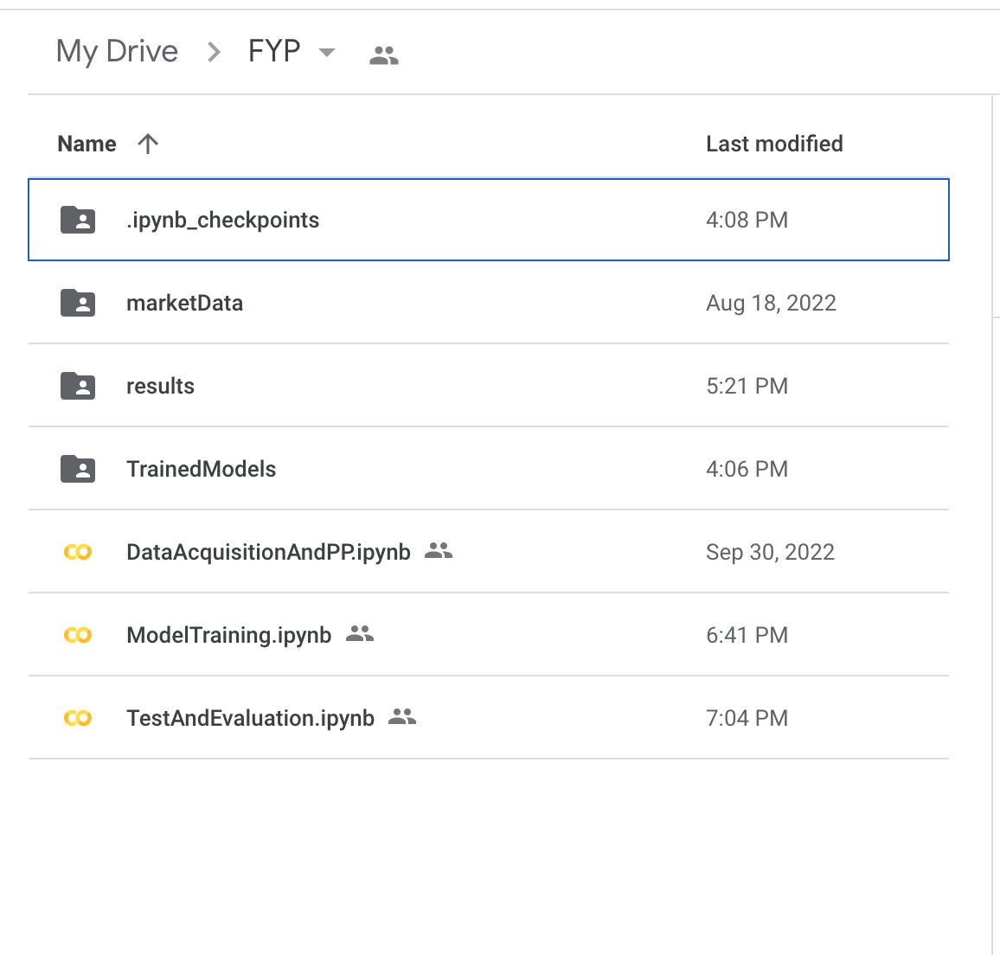 My Drive > FYP
Name Last modified
.ipynb_checkpoints 4:08 PM
marketData Aug 18, 2022
results 5:21 PM
TrainedModels 4:06 PM
DataAcquisitionAndPP.ipynb Sep 30, 2022
ModelTraining.ipynb 6:41 PM
TestAndEvaluation.ipynb 7:04 PM